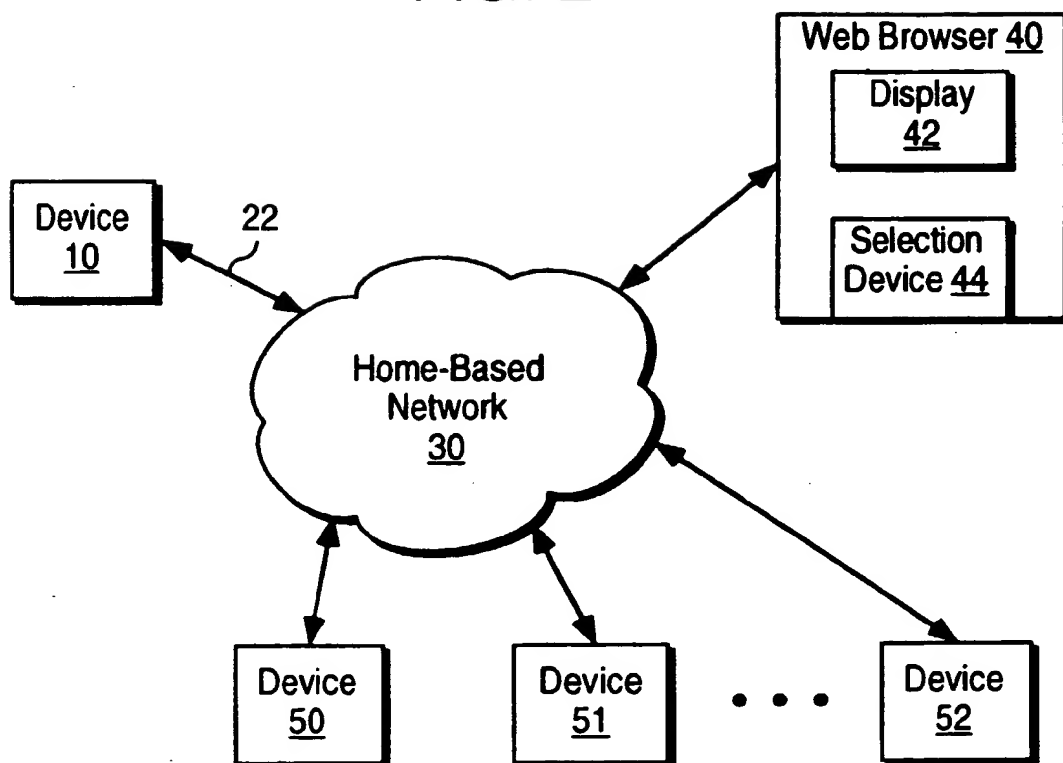 Web Browser 40
Display
42
Selection
Device 44
Device
10
22
Home-Based
Network
30
Device
50
Device
51
Device
52